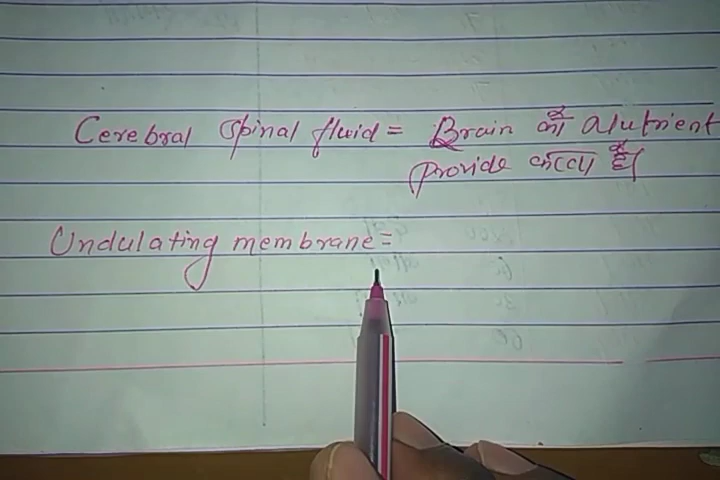 Cerebral Spinal fluid = Brain को Nutrient
Provide करता है।
Undulating membrane =